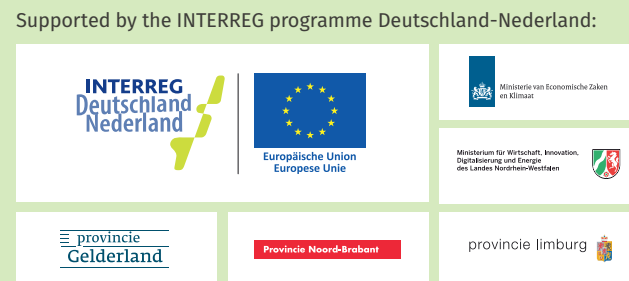 Supported by the INTERREG programme Deutschland-Nederland:
INTERREG
Deutschland
Nederland
Europäische Union
Europese Unie
Ministerie van Economische Zaken
en Klimaat
Ministerium für Wirtschaft, Innovation,
Digitalisierung und Energie
des Landes Nordrhein-Westfalen
provincie
Gelderland
Provincie Noord-Brabant
provincie limburg